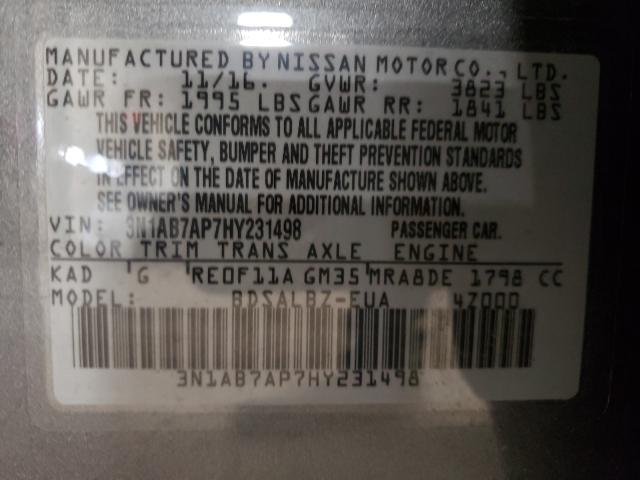 MANUFACTURED BY NISSAN MOTOR CO., LTD.
DATE: 11/16. GVWR: 3823 LBS
GAWR FR: 1995 LBS GAWR RR: 1841 LBS
THIS VEHICLE CONFORMS TO ALL APPLICABLE FEDERAL MOTOR
VEHICLE SAFETY, BUMPER AND THEFT PREVENTION STANDARDS
IN EFFECT ON THE DATE OF MANUFACTURE SHOWN ABOVE.
SEE OWNER'S MANUAL FOR ADDITIONAL INFORMATION.
VIN: 3N1AB7AP7HY231498 PASSENGER CAR.
COLOR TRIM TRANS AXLE ENGINE
KAD G RE0F11A GM35 MRA8DE 1798 CC
MODEL: BDSALBZ-EUA 4Z000
3N1AB7AP7HY231498